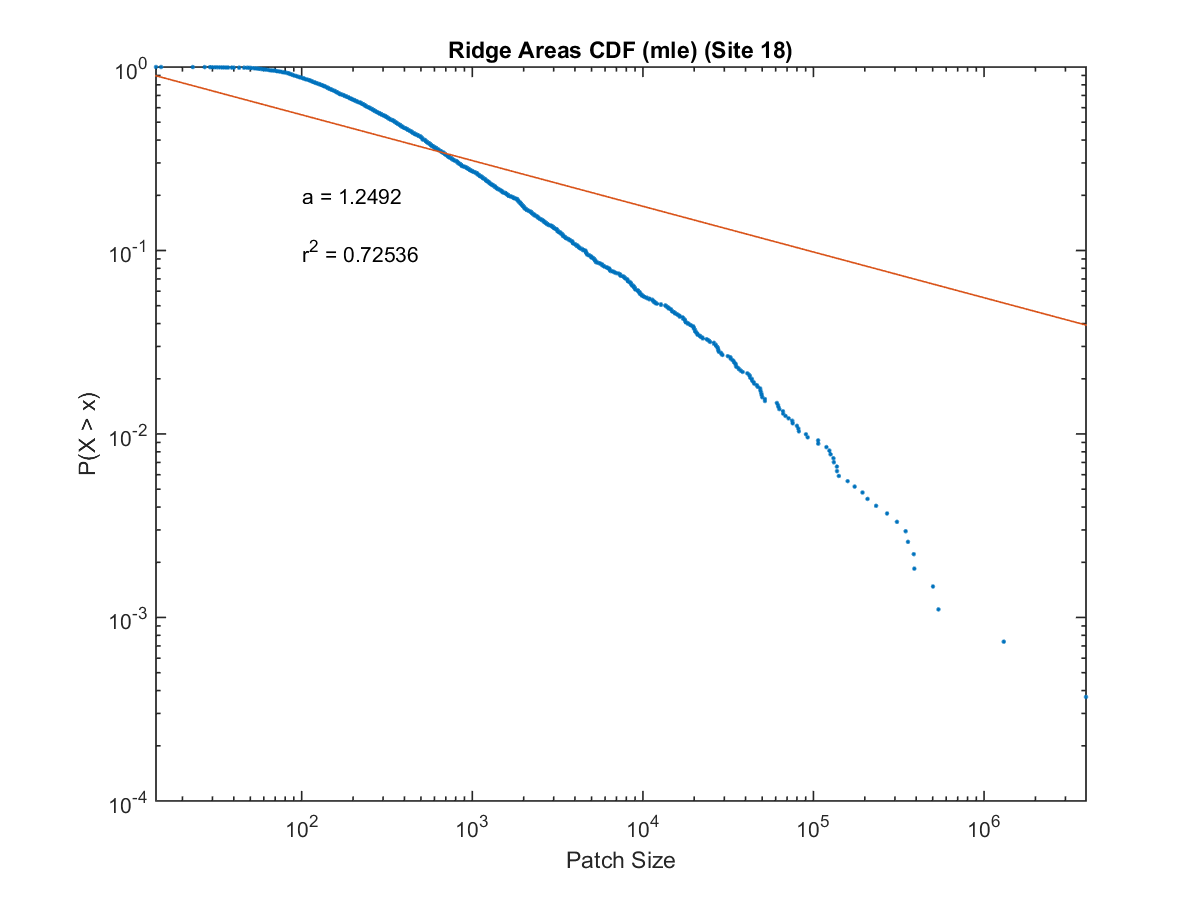 Ridge Areas CDF (mle) (Site 18)
10^0
10^-1
10^-2
10^-3
10^-4
P(X > x)
a = 1.2492
r^2 = 0.72536
10^2 10^3 10^4 10^5 10^6
Patch Size